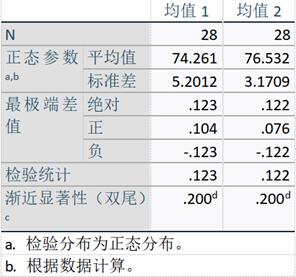 均值 1 均值 2
N 28 28
正态参数a,b 平均值 74.261 76.532
标准差 5.2012 3.1709
最极端差值 绝对 .123 .122
正 .104 .076
负 -.123 -.122
检验统计 .123 .122
渐近显著性（双尾）c .200d .200d
a. 检验分布为正态分布。
b. 根据数据计算。